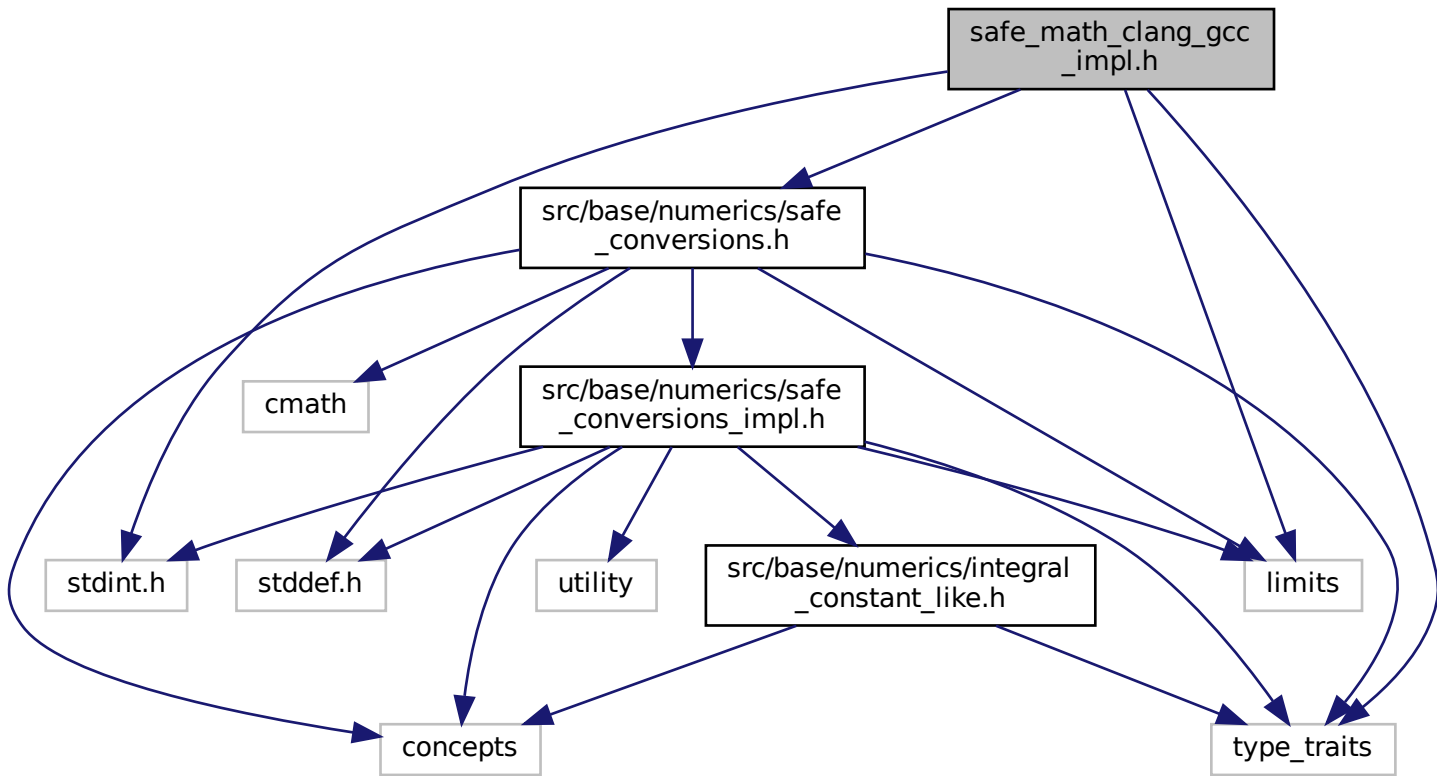 safe_math_clang_gcc
_impl.h
src/base/numerics/safe
_conversions.h
cmath
src/base/numerics/safe
_conversions_impl.h
stdint.h
stddef.h
utility
src/base/numerics/integral
_constant_like.h
limits
concepts
type_traits